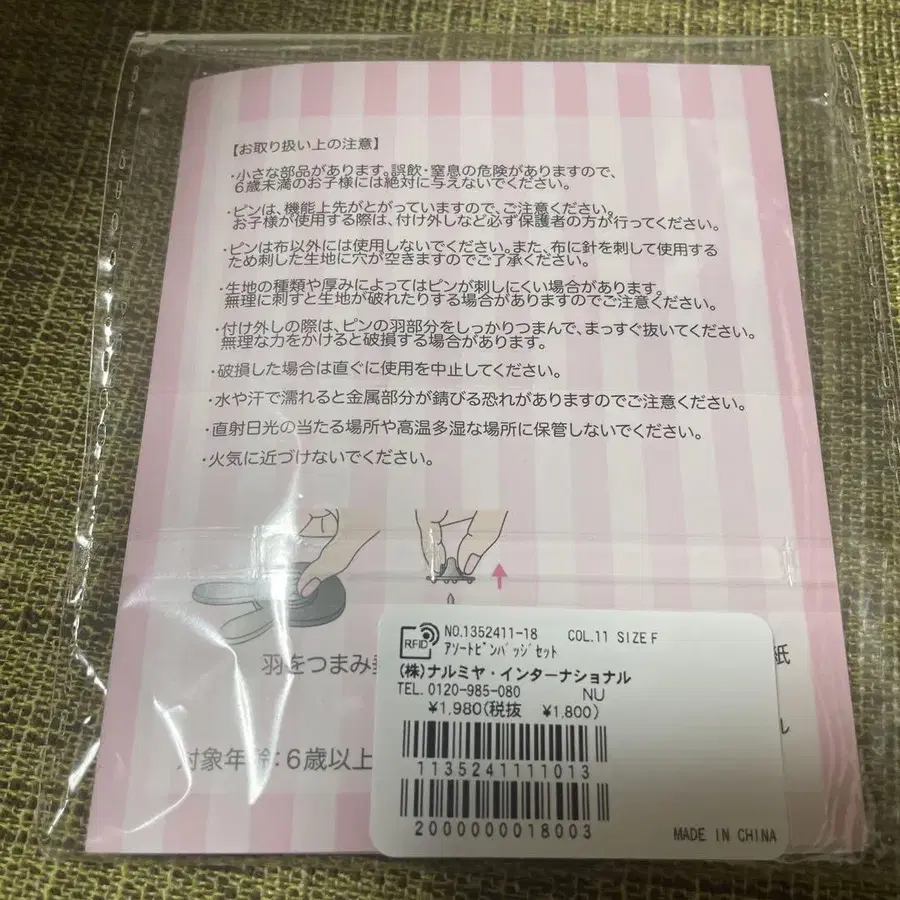 【お取り扱い上の注意】
・小さな部品があります。誤飲・窒息の危険がありますので、
6歳未満のお子様には絶対に与えないでください。
・ピンは、機能上先がとがっていますので、ご注意ください。
お子様が使用する際は、付け外しなど必ず保護者の方が行ってください。
・ピンは布以外には使用しないでください。また、布に針を刺して使用する
ため刺した生地に穴が空きますのでご了承ください。
・生地の種類や厚みによってはピンが刺しにくい場合があります。
無理に刺すと生地が破れたりする場合がありますのでご注意ください。
・付け外しの際は、ピンの羽部分をしっかりつまんで、まっすぐ抜いてください。
無理な力をかけると破損する場合があります。
・破損した場合は直ぐに使用を中止してください。
・水や汗で濡れると金属部分が錆びる恐れがありますのでご注意ください。
・直射日光の当たる場所や高温多湿な場所に保管しないでください。
・火気に近づけないでください。
羽をつまみ
紙
対象年齢：6歳以上
RFID
NO.1352411-18 COL.11 SIZE F
ｱｿｰﾄﾋﾟﾝﾊﾞｯｼﾞｾｯﾄ
(株)ナルミヤ・インターナショナル
TEL. 0120-985-080 NU
¥1,980(税抜 ¥1,800)
1135241111013
2000000018003
MADE IN CHINA